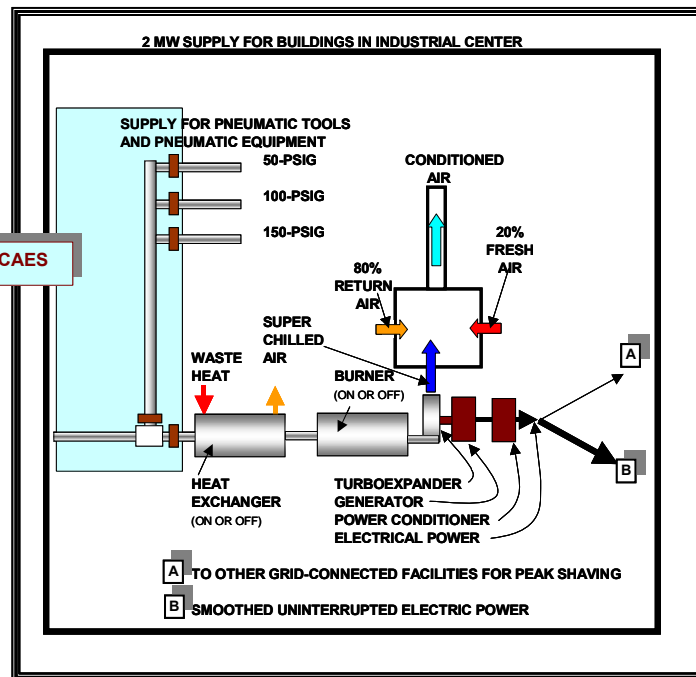 2 MW SUPPLY FOR BUILDINGS IN INDUSTRIAL CENTER
SUPPLY FOR PNEUMATIC TOOLS
AND PNEUMATIC EQUIPMENT
50-PSIG
100-PSIG
150-PSIG
CAES
CONDITIONED
AIR
20%
FRESH
AIR
80%
RETURN
AIR
SUPER
CHILLED
AIR
WASTE
HEAT
BURNER
(ON OR OFF)
HEAT
EXCHANGER
(ON OR OFF)
TURBOEXPANDER
GENERATOR
POWER CONDITIONER
ELECTRICAL POWER
A
B
A TO OTHER GRID-CONNECTED FACILITIES FOR PEAK SHAVING
B SMOOTHED UNINTERRUPTED ELECTRIC POWER